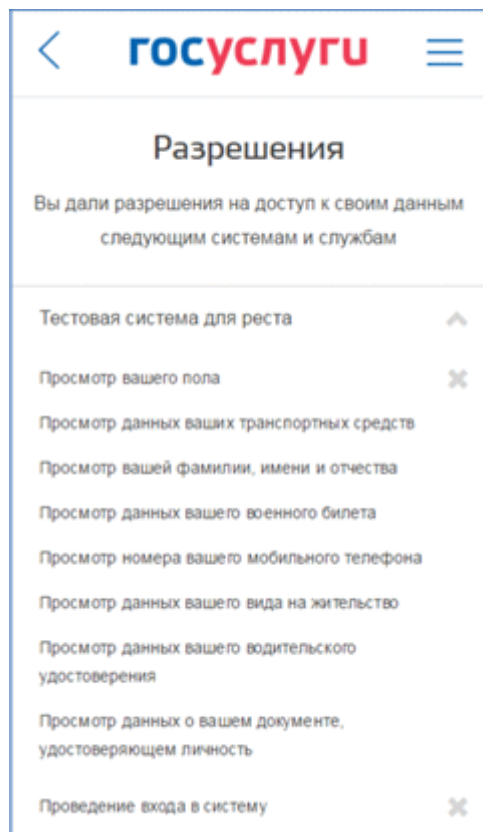 госуслуги
Разрешения
Вы дали разрешения на доступ к своим данным
следующим системам и службам
Тестовая система для реста
Просмотр вашего пола
Просмотр данных ваших транспортных средств
Просмотр вашей фамилии, имени и отчества
Просмотр данных вашего военного билета
Просмотр номера вашего мобильного телефона
Просмотр данных вашего вида на жительство
Просмотр данных вашего водительского
удостоверения
Просмотр данных о вашем документе,
удостоверяющем личность
Проведение входа в систему